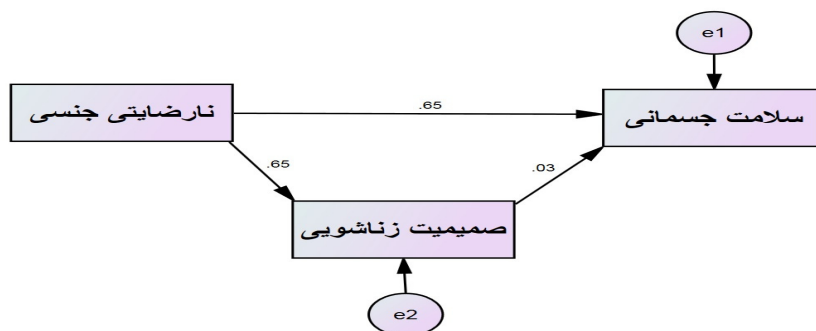 e1
نارضایتی جنسی
.65
سلامت جسمانی
.65
.03
صمیمیت زناشویی
e2